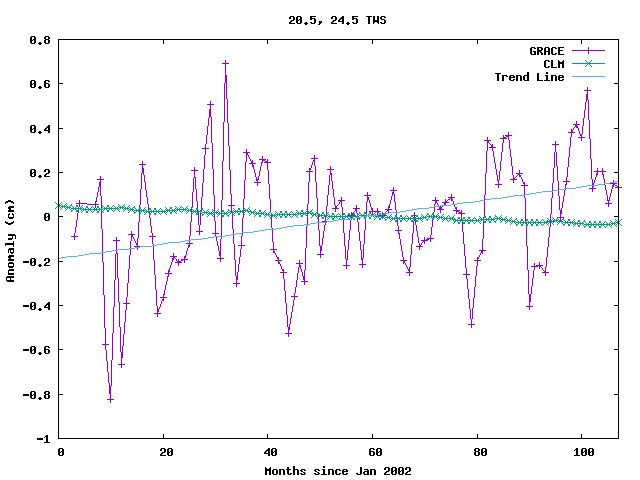 20.5, 24.5 TWS
GRACE
CLM
Trend Line
0.8
0.6
0.4
0.2
0
-0.2
-0.4
-0.6
-0.8
-1
Anomaly (cm)
0 20 40 60 80 100
Months since Jan 2002